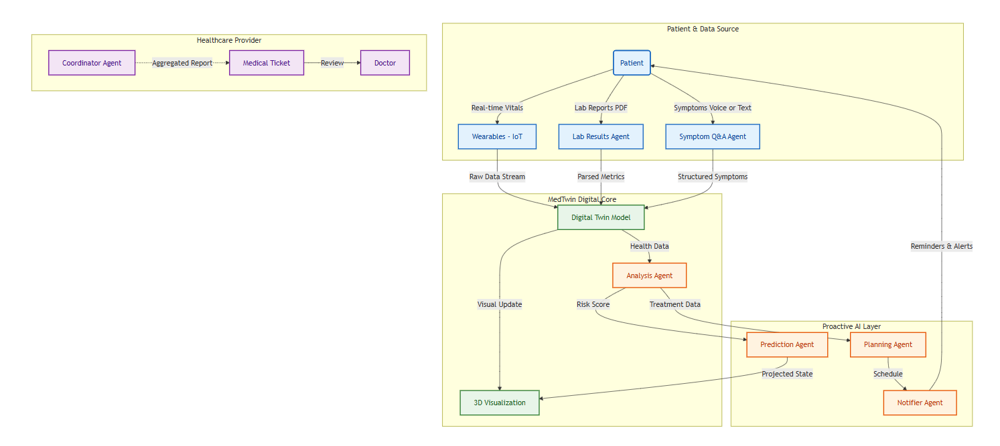 Healthcare Provider
Coordinator Agent
Aggregated Report
Medical Ticket
Review
Doctor
Patient & Data Source
Patient
Real-time Vitals
Lab Reports PDF
Symptoms Voice or Text
Wearables - IoT
Lab Results Agent
Symptom Q&A Agent
Raw Data Stream
Parsed Metrics
Structured Symptoms
MedTwin Digital Core
Digital Twin Model
Health Data
Reminders & Alerts
Analysis Agent
Visual Update
Risk Score
Treatment Data
Proactive AI Layer
Prediction Agent
Planning Agent
Projected State
Schedule
3D Visualization
Notifier Agent